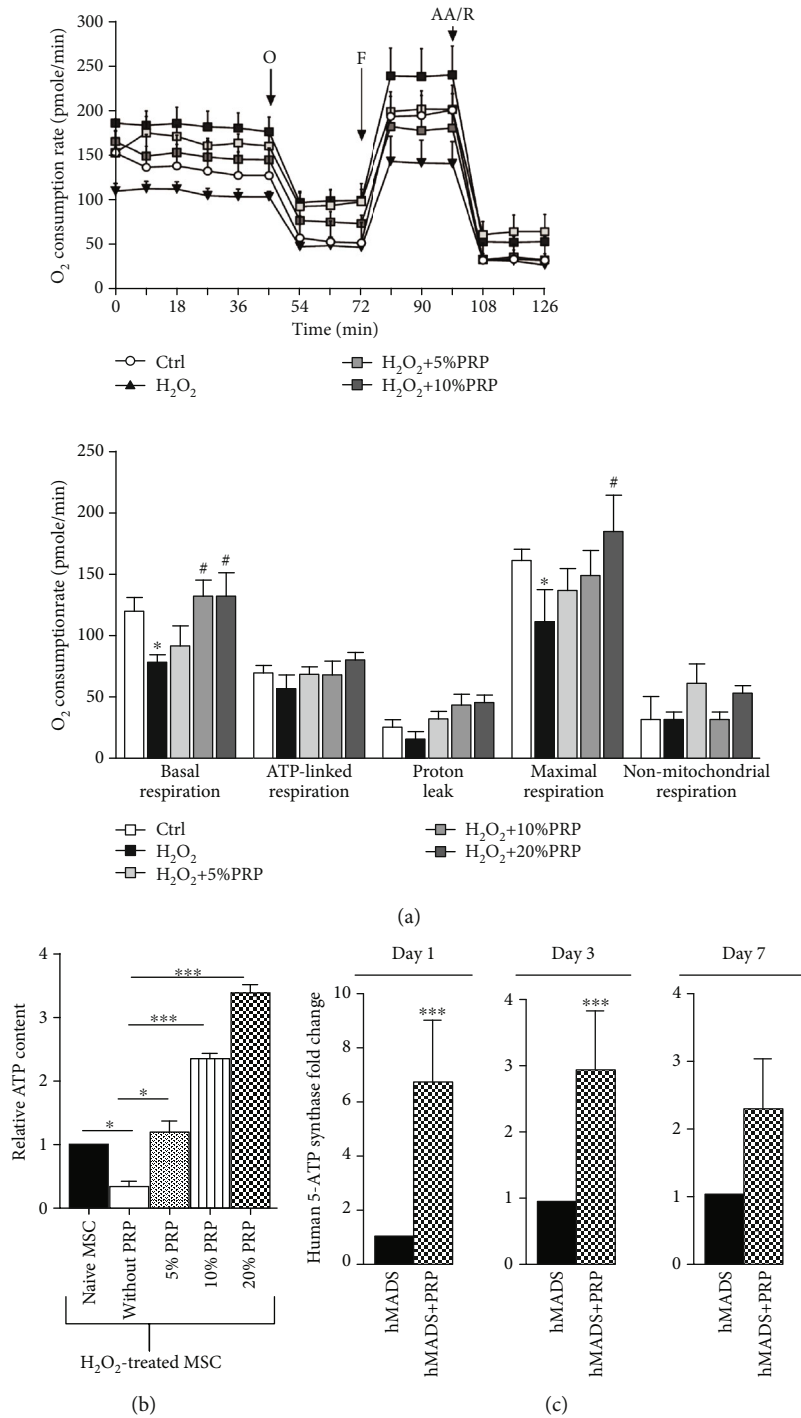 300
250
200
150
100
50
0
O₂ consumption rate (pmole/min)
O
F
AA/R
0 18 36 54 72 90 108 126
Time (min)
Ctrl
H₂O₂
H₂O₂+5%PRP
H₂O₂+10%PRP
250
200
150
100
50
0
O₂ consumptionrate (pmole/min)
*
#
#
*
#
Basal
respiration
ATP-linked
respiration
Proton
leak
Maximal
respiration
Non-mitochondrial
respiration
Ctrl
H₂O₂
H₂O₂+5%PRP
H₂O₂+10%PRP
H₂O₂+20%PRP
(a)
4
3
2
1
0
Relative ATP content
*
*
***
***
Naive MSC
Without PRP
5% PRP
10% PRP
20% PRP
H₂O₂-treated MSC
(b)
Human 5-ATP synthase fold change
Day 1
10
8
6
4
2
0
***
hMADS
hMADS+PRP
Day 3
4
3
2
1
0
***
hMADS
hMADS+PRP
Day 7
4
3
2
1
0
hMADS
hMADS+PRP
(c)